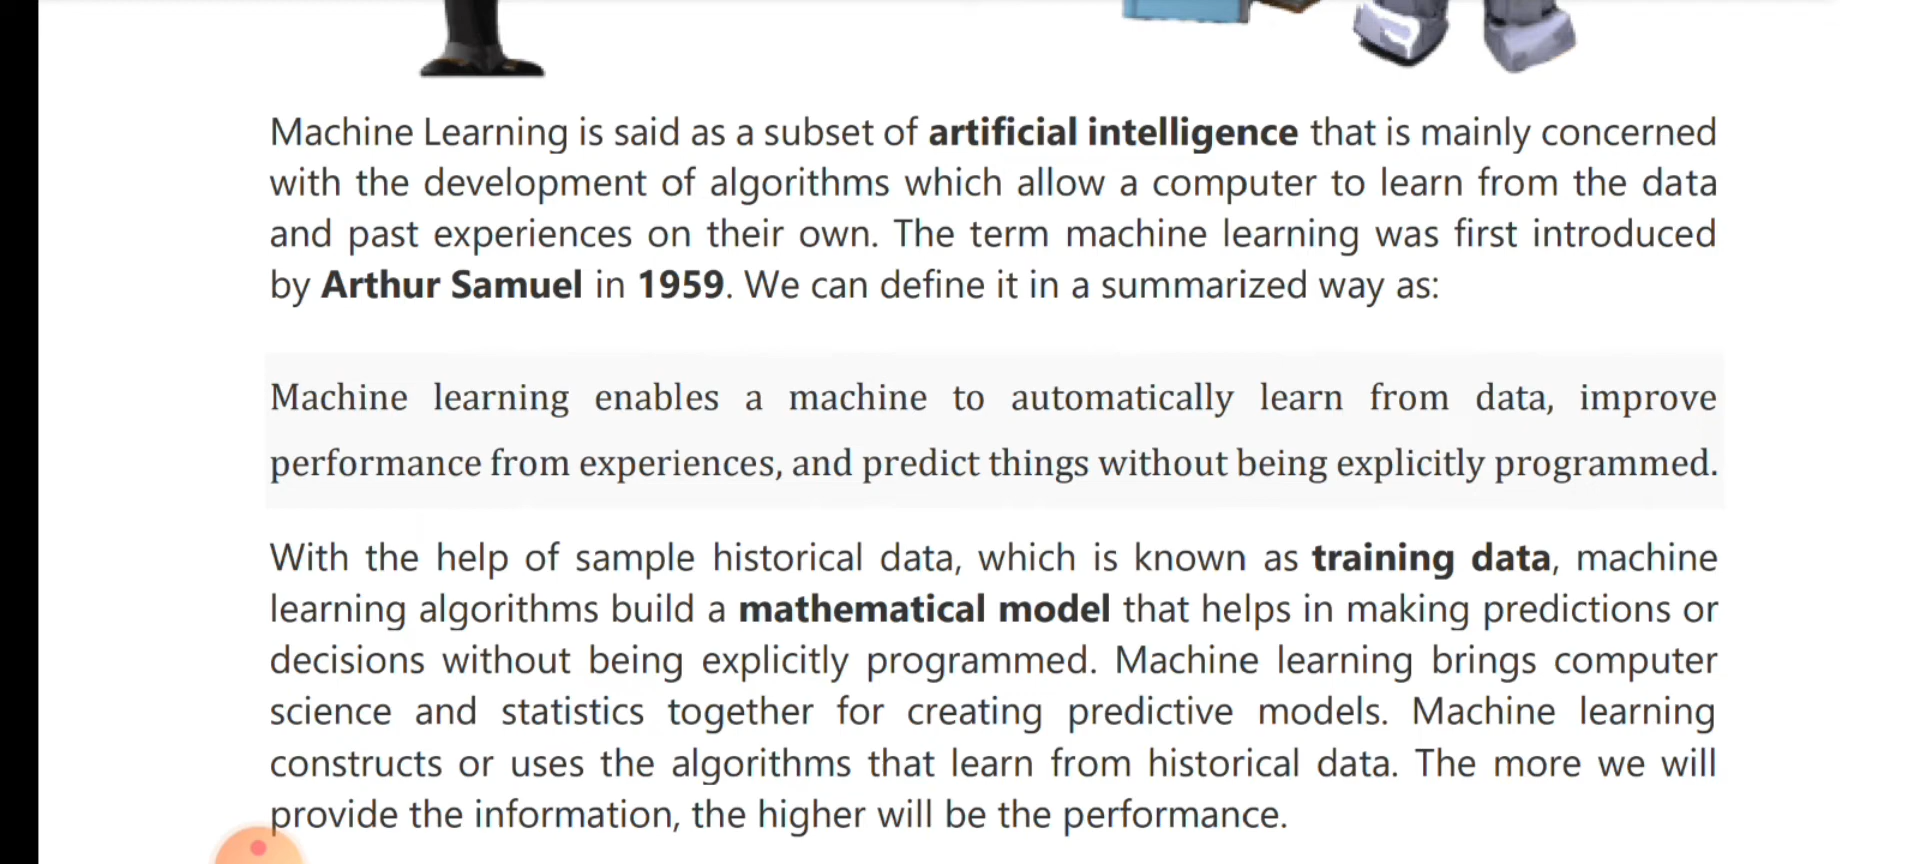 Machine Learning is said as a subset of artificial intelligence that is mainly concerned
with the development of algorithms which allow a computer to learn from the data
and past experiences on their own. The term machine learning was first introduced
by Arthur Samuel in 1959. We can define it in a summarized way as:
Machine learning enables a machine to automatically learn from data, improve
performance from experiences, and predict things without being explicitly programmed.
With the help of sample historical data, which is known as training data, machine
learning algorithms build a mathematical model that helps in making predictions or
decisions without being explicitly programmed. Machine learning brings computer
science and statistics together for creating predictive models. Machine learning
constructs or uses the algorithms that learn from historical data. The more we will
provide the information, the higher will be the performance.